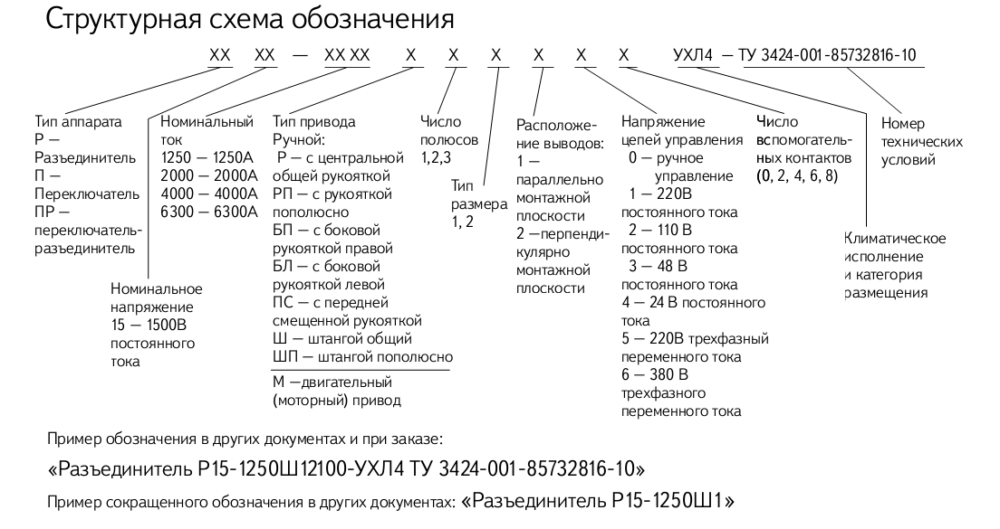 Структурная схема обозначения
XX XX — XX XX X X X X X X УХЛ4 — ТУ 3424-001-85732816-10
Тип аппарата
Р —
Разъединитель
П —
Переключатель
ПР —
переключатель-
разъединитель
Номинальное
напряжение
15 — 1500В
постоянного
тока
Номинальный
ток
1250 — 1250А
2000 — 2000А
4000 — 4000А
6300 — 6300А
Тип привода
Ручной:
Р — с центральной
общей рукояткой
РП — с рукояткой
пополюсно
БП — с боковой
рукояткой правой
БЛ — с боковой
рукояткой левой
ПС — с передней
смещенной рукояткой
Ш — штангой общий
ШП — штангой пополюсно
М —двигательный
(моторный) привод
Число
полюсов
1,2,3
Тип
размера
1, 2
Расположе-
ние выводов:
1 —
параллельно
монтажной
плоскости
2 —перпенди-
кулярно
монтажной
плоскости
Напряжение
цепей управления
0 — ручное
управление
1 — 220В
постоянного тока
2 — 110 В
постоянного тока
3 — 48 В
постоянного тока
4 — 24 В постоянного
тока
5 — 220В трехфазный
переменного тока
6 — 380 В
трехфазного
переменного тока
Число
вспомогатель-
ных контактов
(0, 2, 4, 6, 8)
Климатическое
исполнение
и категория
размещения
Номер
технических
условий
Пример обозначения в других документах и при заказе:
«Разъединитель Р15-1250Ш12100-УХЛ4 ТУ 3424-001-85732816-10»
Пример сокращенного обозначения в других документах: «Разъединитель Р15-1250Ш1»